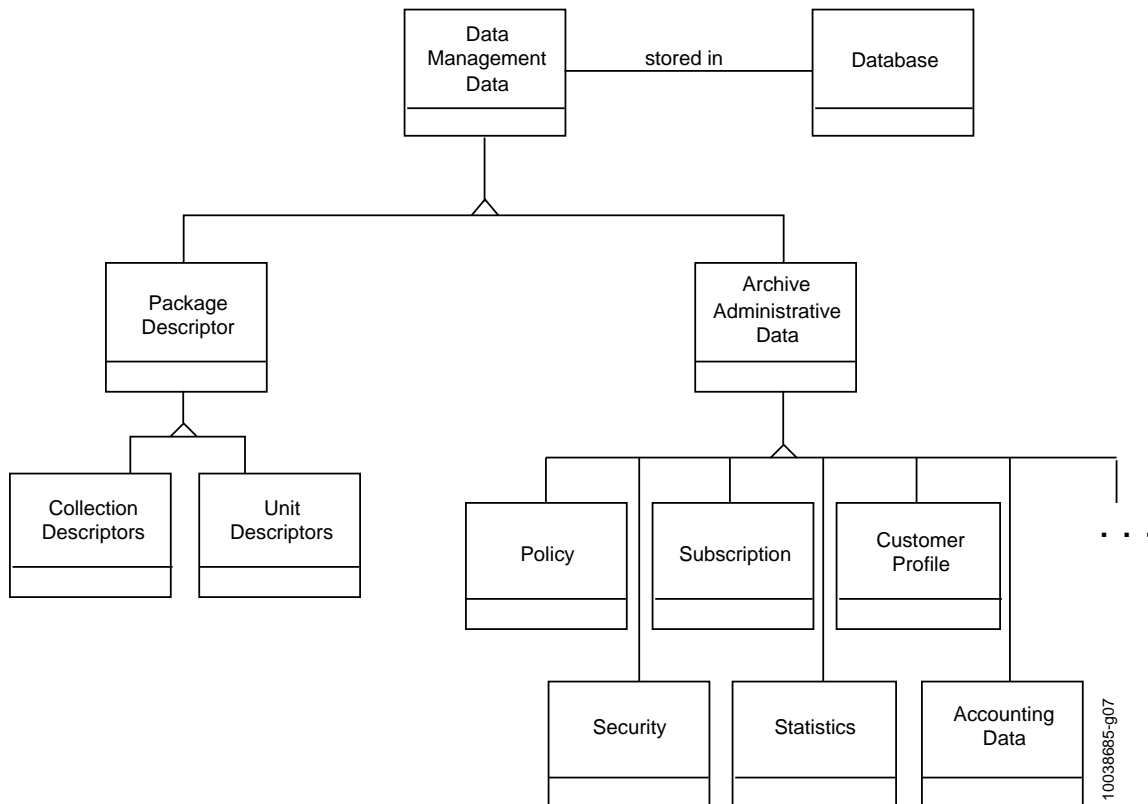 Data
Management
Data
stored in
Database
Package
Descriptor
Archive
Administrative
Data
Collection
Descriptors
Unit
Descriptors
Policy
Subscription
Customer
Profile
. . .
Security
Statistics
Accounting
Data
10038685-g07